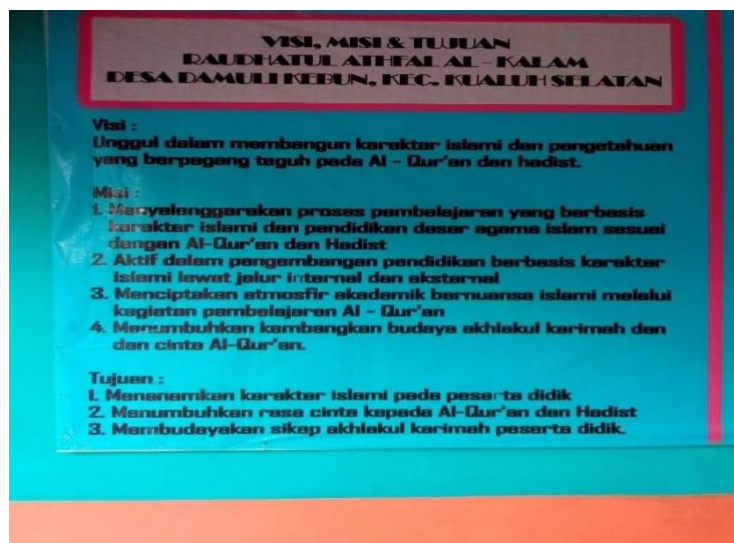 VISI, MISI & TUJUAN
RAUDHATUL ATHFAL AL - KALAM
DESA DAMULI KEBUN, KEC. KUALUH SELATAN
Visi :
Unggul dalam membangun karakter islami dan pengetahuan
yang berpegang teguh pada Al - Qur'an dan hadist.
Misi :
1. Menyelenggarakan proses pembelajaran yang berbasis
karakter islami dan pendidikan dasar agama islam sesuai
dengan Al-Qur'an dan Hadist
2. Aktif dalam pengembangan pendidikan berbasis karakter
islami lewat jalur internal dan eksternal
3. Menciptakan atmosfir akademik bernuansa islami melalui
kegiatan pembelajaran Al - Qur'an
4. Menumbuhkan kembangkan budaya akhlakul karimah dan
dan cinta Al-Qur'an.
Tujuan :
1. Menanamkan karakter islami pada peserta didik
2. Menumbuhkan rasa cinta kepada Al-Qur'an dan Hadist
3. Membudayakan sikap akhlakul karimah peserta didik.